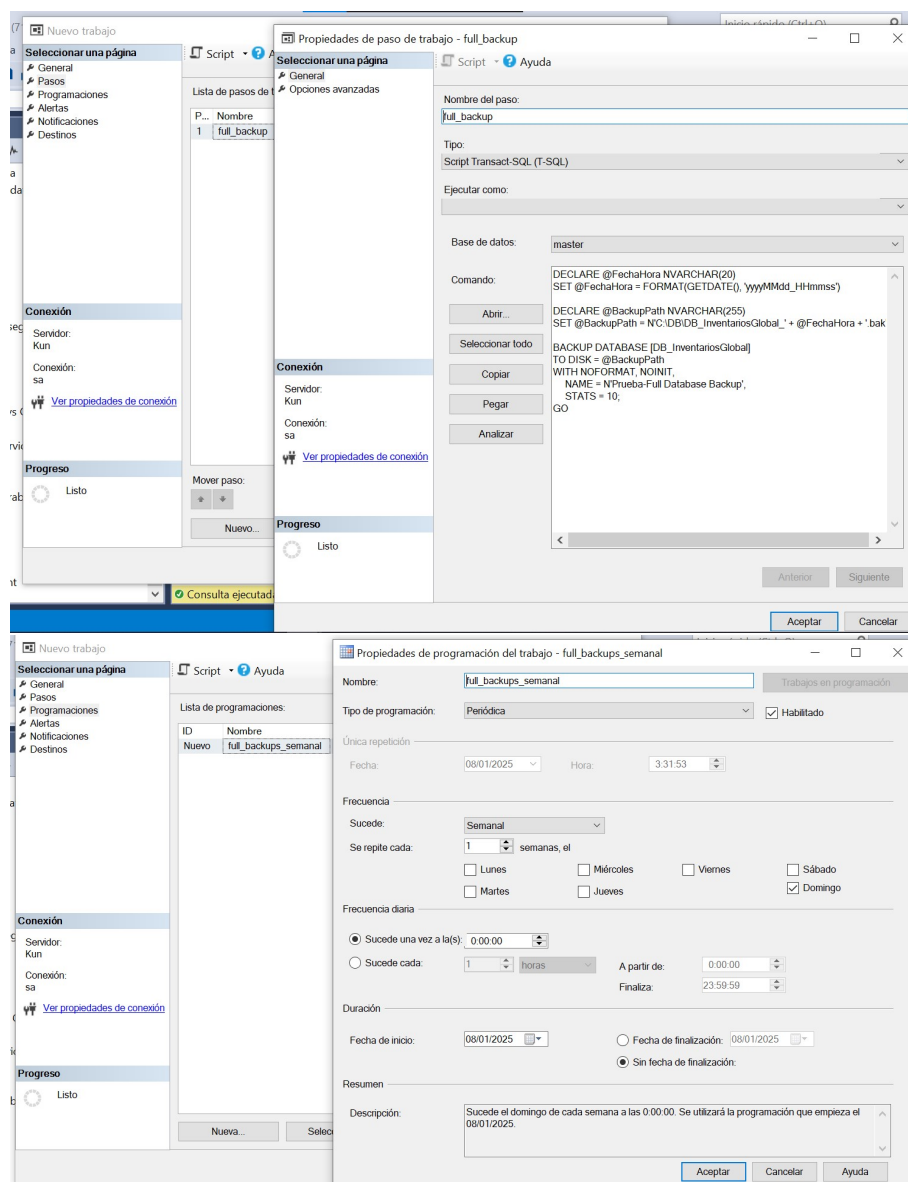 Inicio rápido (Ctrl+Q)
Nuevo trabajo
Seleccionar una página
General
Pasos
Programaciones
Alertas
Notificaciones
Destinos
Script
Lista de pasos de t
P... Nombre
1 full_backup
Conexión
Servidor:
Kun
Conexión:
sa
Ver propiedades de conexión
Progreso
Listo
Mover paso:
Nuevo...
Consulta ejecutada
Propiedades de paso de trabajo - full_backup
Seleccionar una página
General
Opciones avanzadas
Script Ayuda
Nombre del paso:
full_backup
Tipo:
Script Transact-SQL (T-SQL)
Ejecutar como:
Base de datos: master
Comando:
Abrir...
Seleccionar todo
Copiar
Pegar
Analizar
DECLARE @FechaHora NVARCHAR(20)
SET @FechaHora = FORMAT(GETDATE(), 'yyyyMMdd_HHmmss')
DECLARE @BackupPath NVARCHAR(255)
SET @BackupPath = N'C:\DB\DB_InventariosGlobal_' + @FechaHora + '.bak
BACKUP DATABASE [DB_InventariosGlobal]
TO DISK = @BackupPath
WITH NOFORMAT, NOINIT,
NAME = N'Prueba-Full Database Backup',
STATS = 10;
GO
Conexión
Servidor:
Kun
Conexión:
sa
Ver propiedades de conexión
Progreso
Listo
Anterior Siguiente
Aceptar Cancelar
Nuevo trabajo
Seleccionar una página
General
Pasos
Programaciones
Alertas
Notificaciones
Destinos
Script Ayuda
Lista de programaciones:
ID Nombre
Nuevo full_backups_semanal
Conexión
Servidor:
Kun
Conexión:
sa
Ver propiedades de conexión
Progreso
Listo
Nueva... Selec
Propiedades de programación del trabajo - full_backups_semanal
Nombre: full_backups_semanal Trabajos en programación
Tipo de programación: Periódica Habilitado
Única repetición
Fecha: 08/01/2025 Hora: 3:31:53
Frecuencia
Sucede: Semanal
Se repite cada: 1 semanas, el
Lunes Miércoles Viernes Sábado
Martes Jueves Domingo
Frecuencia diaria
Sucede una vez a la(s): 0:00:00
Sucede cada: 1 horas A partir de: 0:00:00
Finaliza: 23:59:59
Duración
Fecha de inicio: 08/01/2025 Fecha de finalización: 08/01/2025
Sin fecha de finalización:
Resumen
Descripción: Sucede el domingo de cada semana a las 0:00:00. Se utilizará la programación que empieza el
08/01/2025.
Aceptar Cancelar Ayuda